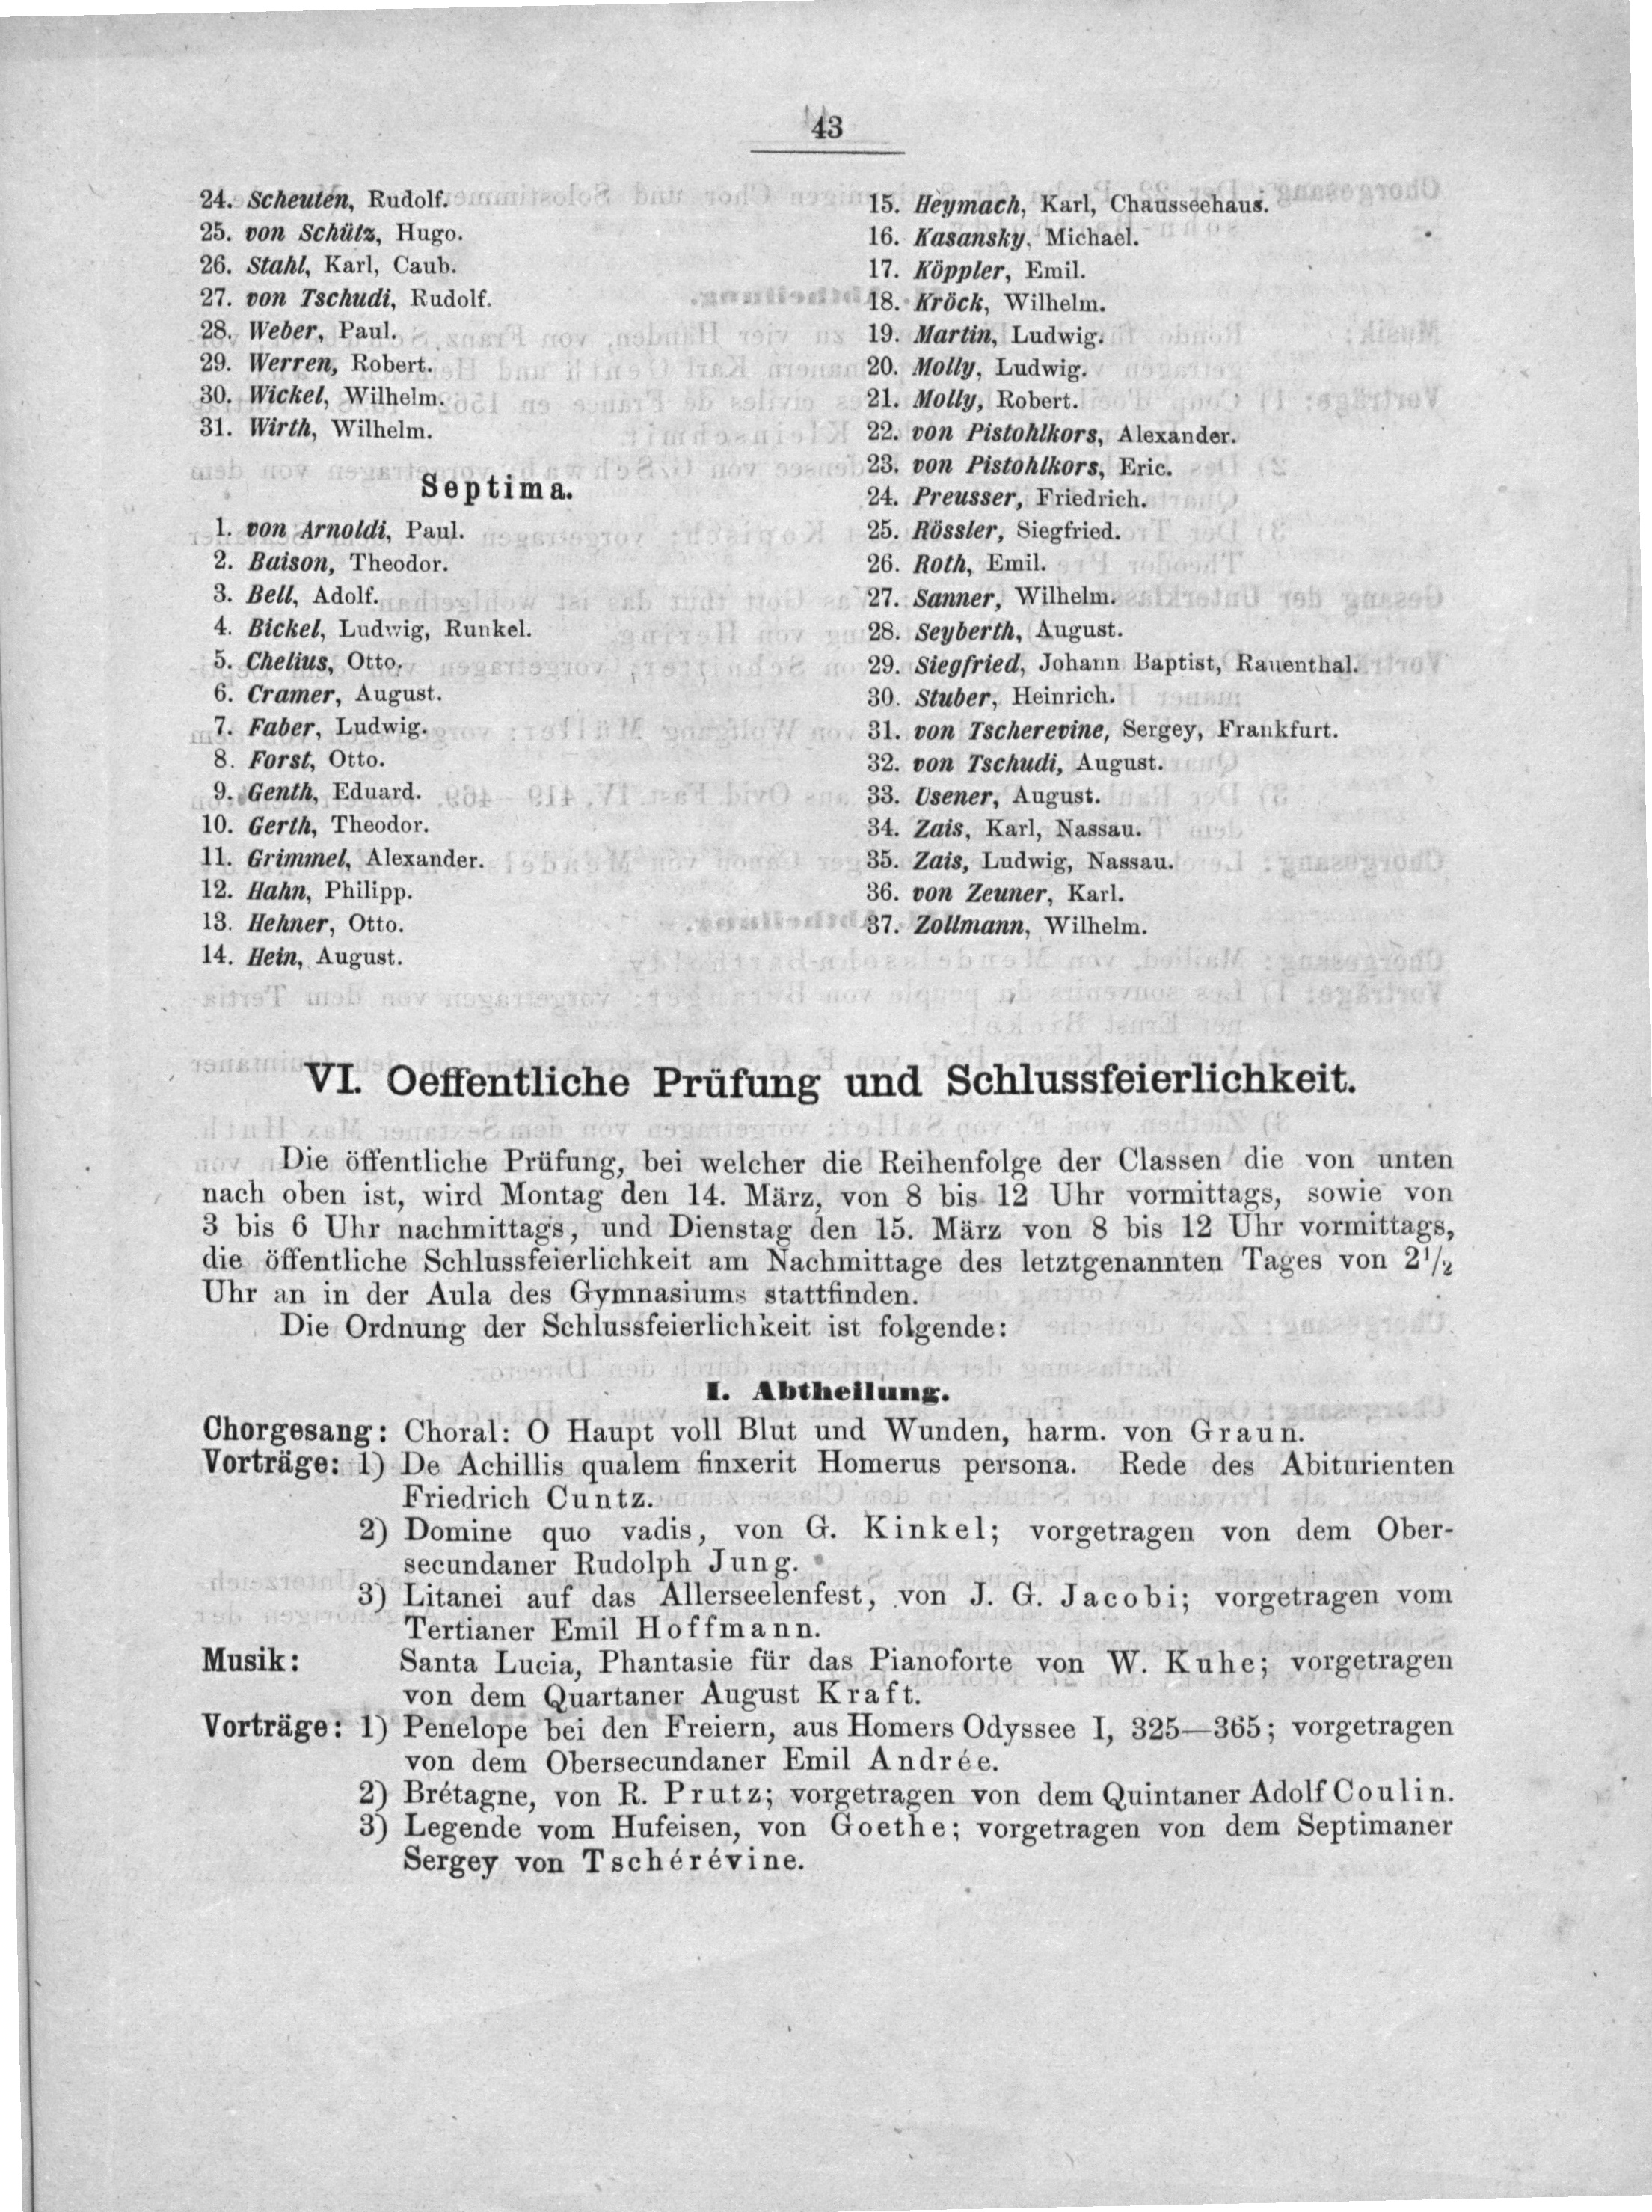 43
24. Scheuten, Rudolf.
25. von Schütz, Hugo.
26. Stahl, Karl, Caub.
27. von Tschudi, Rudolf.
28. Weber, Paul.
29. Werren, Robert.
30. Wickel, Wilhelm.
31. Wirth, Wilhelm.
Septima.
1. von Arnoldi, Paul.
2. Baison, Theodor.
3. Bell, Adolf.
4. Bickel, Ludwig, Runkel.
5. Chelius, Otto.
6. Cramer, August.
7. Faber, Ludwig.
8. Forst, Otto.
9. Genth, Eduard.
10. Gerth, Theodor.
11. Grimmel, Alexander.
12. Hahn, Philipp.
13. Hehner, Otto.
14. Hein, August.
15. Heymach, Karl, Chausseehaus.
16. Kasansky, Michael.
17. Köppler, Emil.
18. Kröck, Wilhelm.
19. Martin, Ludwig.
20. Molly, Ludwig.
21. Molly, Robert.
22. von Pistohlkors, Alexander.
23. von Pistohlkors, Eric.
24. Preusser, Friedrich.
25. Rössler, Siegfried.
26. Roth, Emil.
27. Sanner, Wilhelm.
28. Seyberth, August.
29. Siegfried, Johann Baptist, Rauenthal.
30. Stuber, Heinrich.
31. von Tscherevine, Sergey, Frankfurt.
32. von Tschudi, August.
33. Usener, August.
34. Zais, Karl, Nassau.
35. Zais, Ludwig, Nassau.
36. von Zeuner, Karl.
37. Zollmann, Wilhelm.
VI. Oeffentliche Prüfung und Schlussfeierlichkeit.
Die öffentliche Prüfung, bei welcher die Reihenfolge der Classen die von unten
nach oben ist, wird Montag den 14. März, von 8 bis 12 Uhr vormittags, sowie von
3 bis 6 Uhr nachmittags, und Dienstag den 15. März von 8 bis 12 Uhr vormittags,
die öffentliche Schlussfeierlichkeit am Nachmittage des letztgenannten Tages von 2 1/2
Uhr an in der Aula des Gymnasiums stattfinden.
Die Ordnung der Schlussfeierlichkeit ist folgende:
I. Abtheilung.
Chorgesang: Choral: O Haupt voll Blut und Wunden, harm. von Graun.
Vorträge: 1) De Achillis qualem finxerit Homerus persona. Rede des Abiturienten
Friedrich Cuntz.
2) Domine quo vadis, von G. Kinkel; vorgetragen von dem Ober-
secundaner Rudolph Jung.
3) Litanei auf das Allerseelenfest, von J. G. Jacobi; vorgetragen vom
Tertianer Emil Hoffmann.
Musik: Santa Lucia, Phantasie für das Pianoforte von W. Kuhe; vorgetragen
von dem Quartaner August Kraft.
Vorträge: 1) Penelope bei den Freiern, aus Homers Odyssee I, 325—365; vorgetragen
von dem Obersecundaner Emil Andrée.
2) Brétagne, von R. Prutz; vorgetragen von dem Quintaner Adolf Coulin.
3) Legende vom Hufeisen, von Goethe; vorgetragen von dem Septimaner
Sergey von Tschérévine.